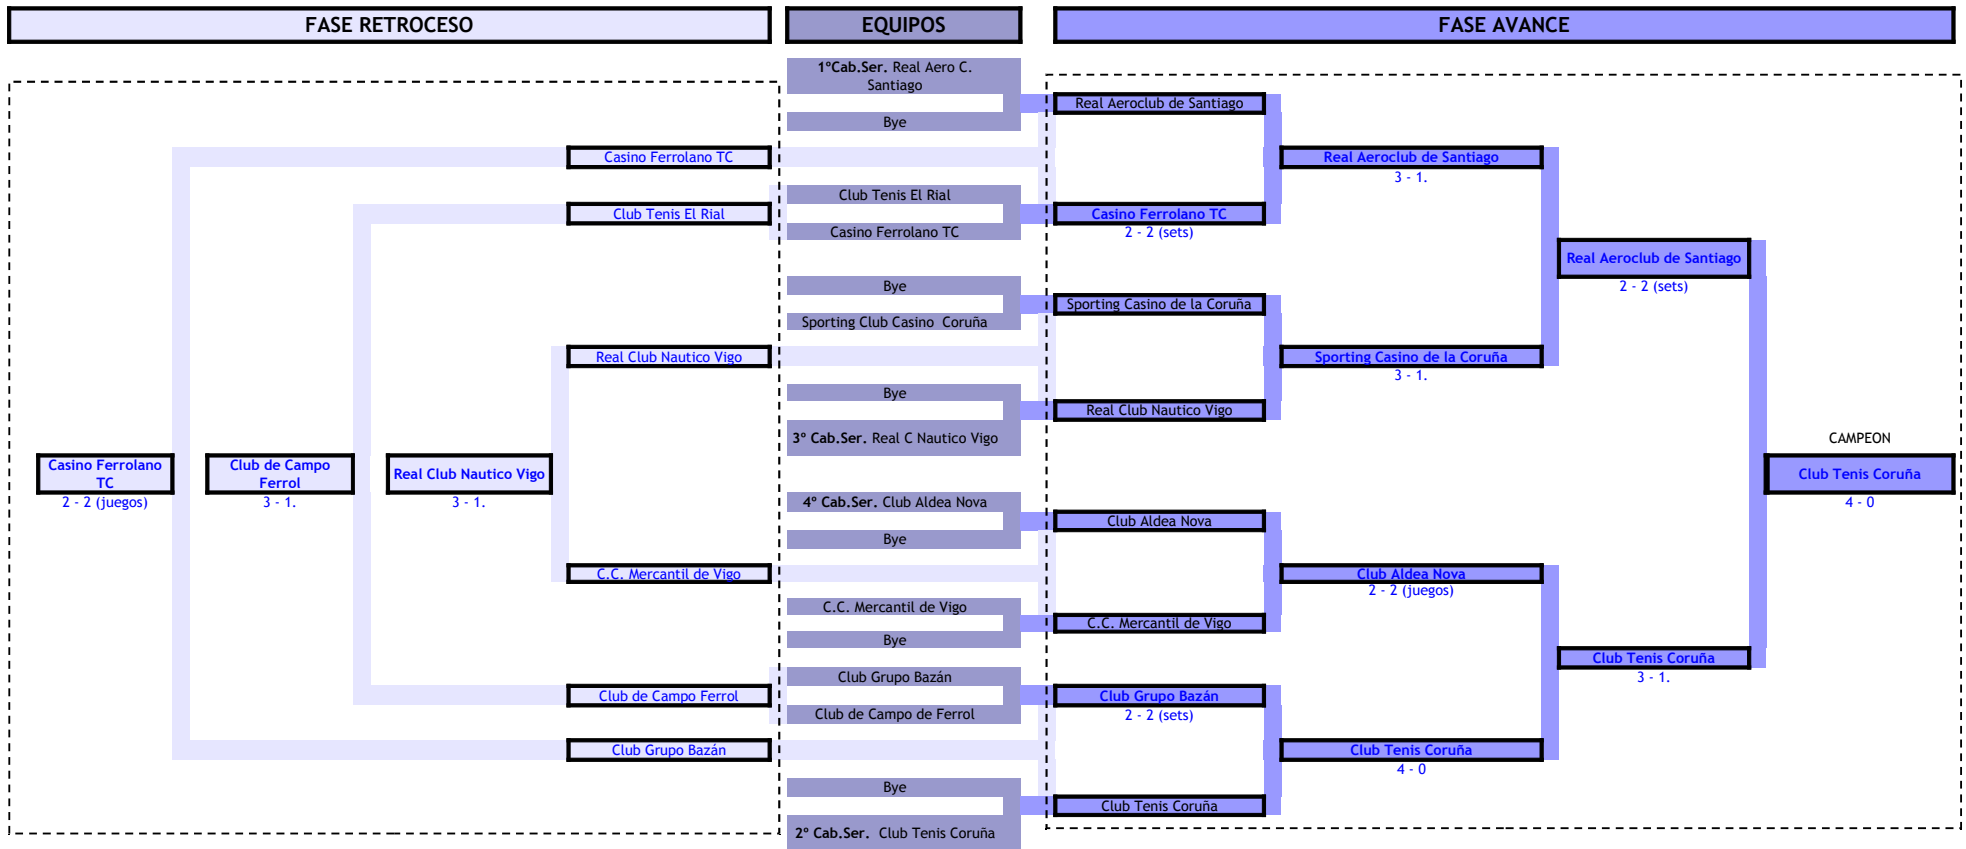 FASE RETROCESO
EQUIPOS
FASE AVANCE
1ºCab.Ser. Real Aero C.
Santiago
Real Aeroclub de Santiago
Bye
Casino Ferrolano TC
Real Aeroclub de Santiago
3 - 1.
Club Tenis El Rial
Club Tenis El Rial
Casino Ferrolano TC
Casino Ferrolano TC
2 - 2 (sets)
Real Aeroclub de Santiago
2 - 2 (sets)
Bye
Sporting Casino de la Coruña
Sporting Club Casino  Coruña
Real Club Nautico Vigo
Sporting Casino de la Coruña
3 - 1.
Bye
Real Club Nautico Vigo
3º Cab.Ser. Real C Nautico Vigo
CAMPEON
Casino Ferrolano
TC
2 - 2 (juegos)
Club de Campo
Ferrol
3 - 1.
Real Club Nautico Vigo
3 - 1.
Club Tenis Coruña
4 - 0
4º Cab.Ser. Club Aldea Nova
Club Aldea Nova
Bye
C.C. Mercantil de Vigo
Club Aldea Nova
2 - 2 (juegos)
C.C. Mercantil de Vigo
C.C. Mercantil de Vigo
Bye
Club Tenis Coruña
3 - 1.
Club Grupo Bazán
Club de Campo Ferrol
Club Grupo Bazán
2 - 2 (sets)
Club de Campo de Ferrol
Club Grupo Bazán
Club Tenis Coruña
4 - 0
Bye
Club Tenis Coruña
2º Cab.Ser.  Club Tenis Coruña